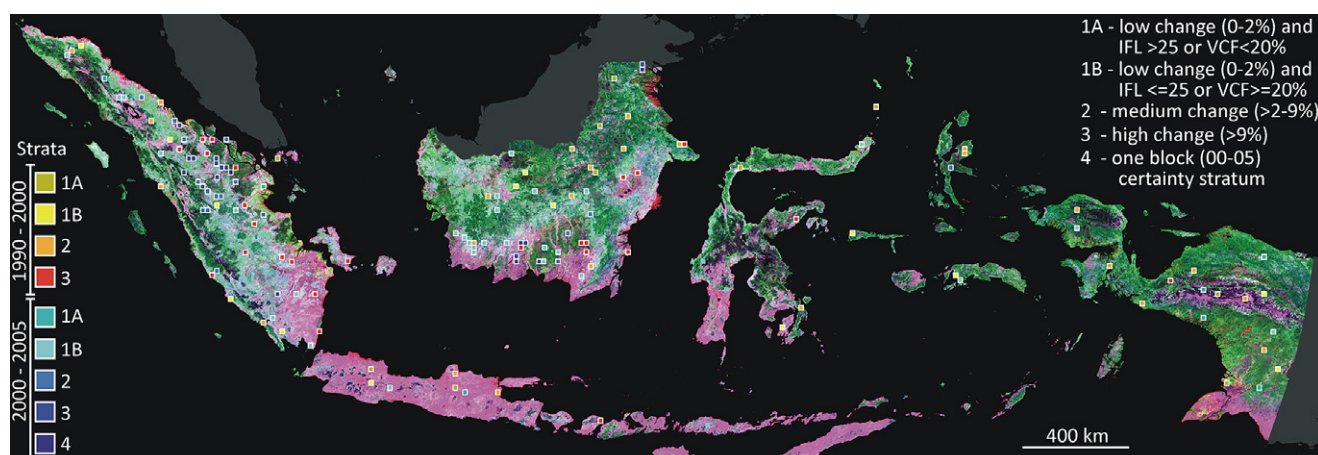 1A - low change (0-2%) and
IFL >25 or VCF<20%
1B - low change (0-2%) and
IFL <=25 or VCF>=20%
2 - medium change (>2-9%)
3 - high change (>9%)
4 - one block (00-05)
certainty stratum
Strata
1990 - 2000
1A
1B
2
3
2000 - 2005
1A
1B
2
3
4
400 km